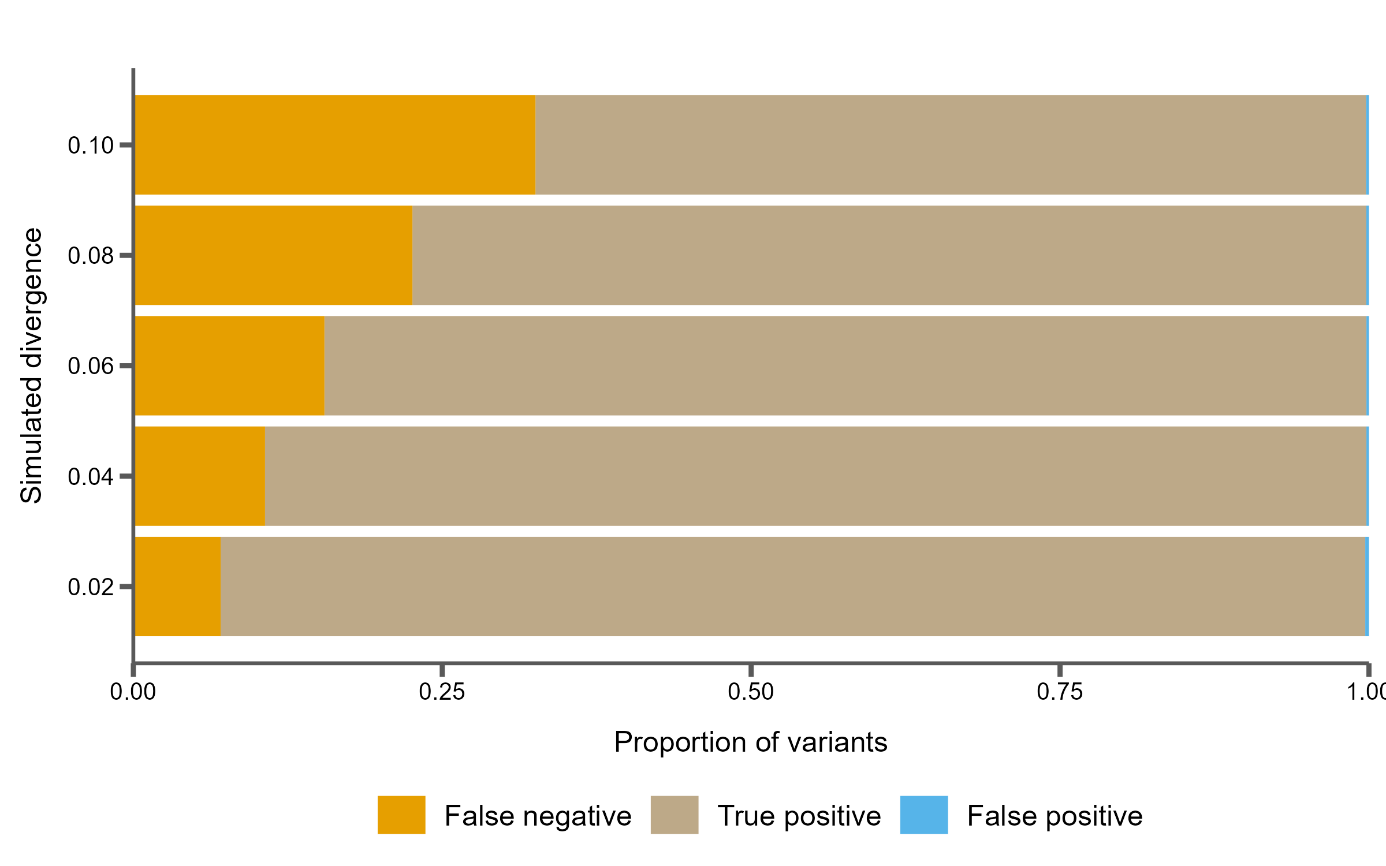 Simulated divergence
0.10
0.08
0.06
0.04
0.02
0.00 0.25 0.50 0.75 1.00
Proportion of variants
False negative True positive False positive